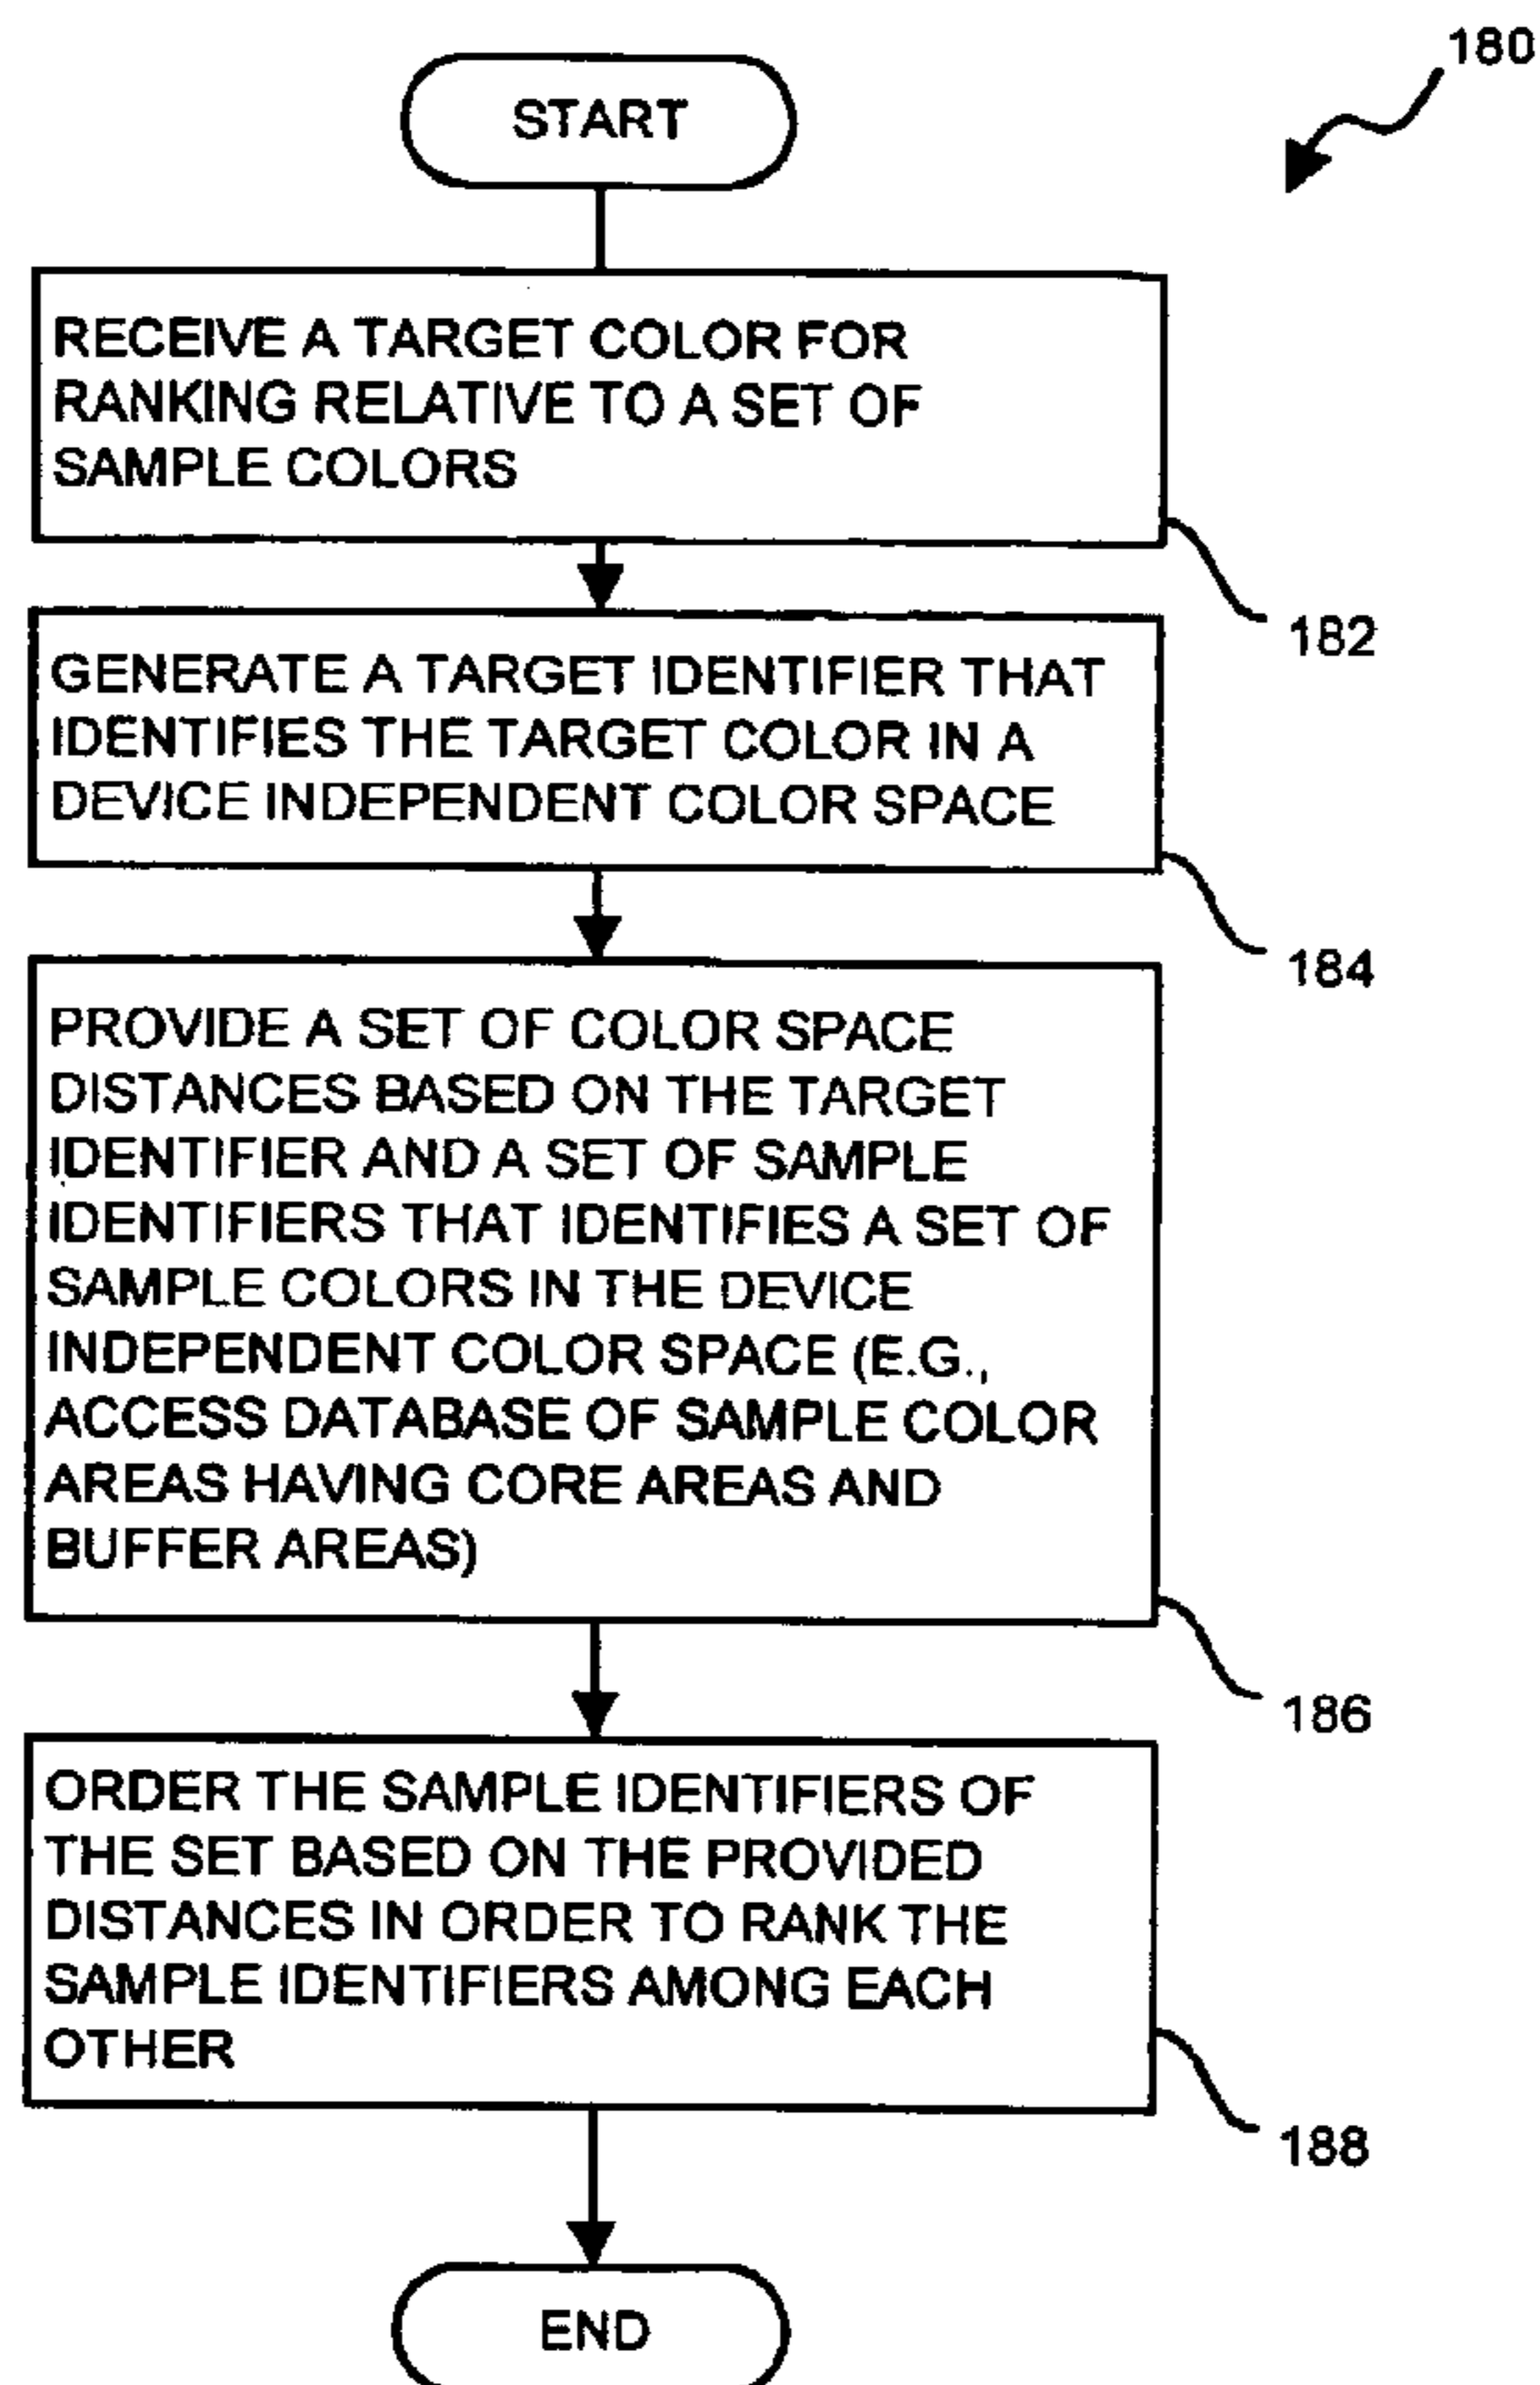 180
START
RECEIVE A TARGET COLOR FOR
RANKING RELATIVE TO A SET OF
SAMPLE COLORS
182
GENERATE A TARGET IDENTIFIER THAT
IDENTIFIES THE TARGET COLOR IN A
DEVICE INDEPENDENT COLOR SPACE
184
PROVIDE A SET OF COLOR SPACE
DISTANCES BASED ON THE TARGET
IDENTIFIER AND A SET OF SAMPLE
IDENTIFIERS THAT IDENTIFIES A SET OF
SAMPLE COLORS IN THE DEVICE
INDEPENDENT COLOR SPACE (E.G.,
ACCESS DATABASE OF SAMPLE COLOR
AREAS HAVING CORE AREAS AND
BUFFER AREAS)
186
ORDER THE SAMPLE IDENTIFIERS OF
THE SET BASED ON THE PROVIDED
DISTANCES IN ORDER TO RANK THE
SAMPLE IDENTIFIERS AMONG EACH
OTHER
188
END